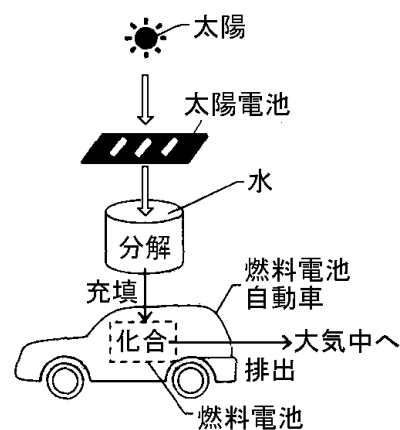 太陽
太陽電池
水
分解
充填
燃料電池
自動車
化合
大気中へ
排出
燃料電池